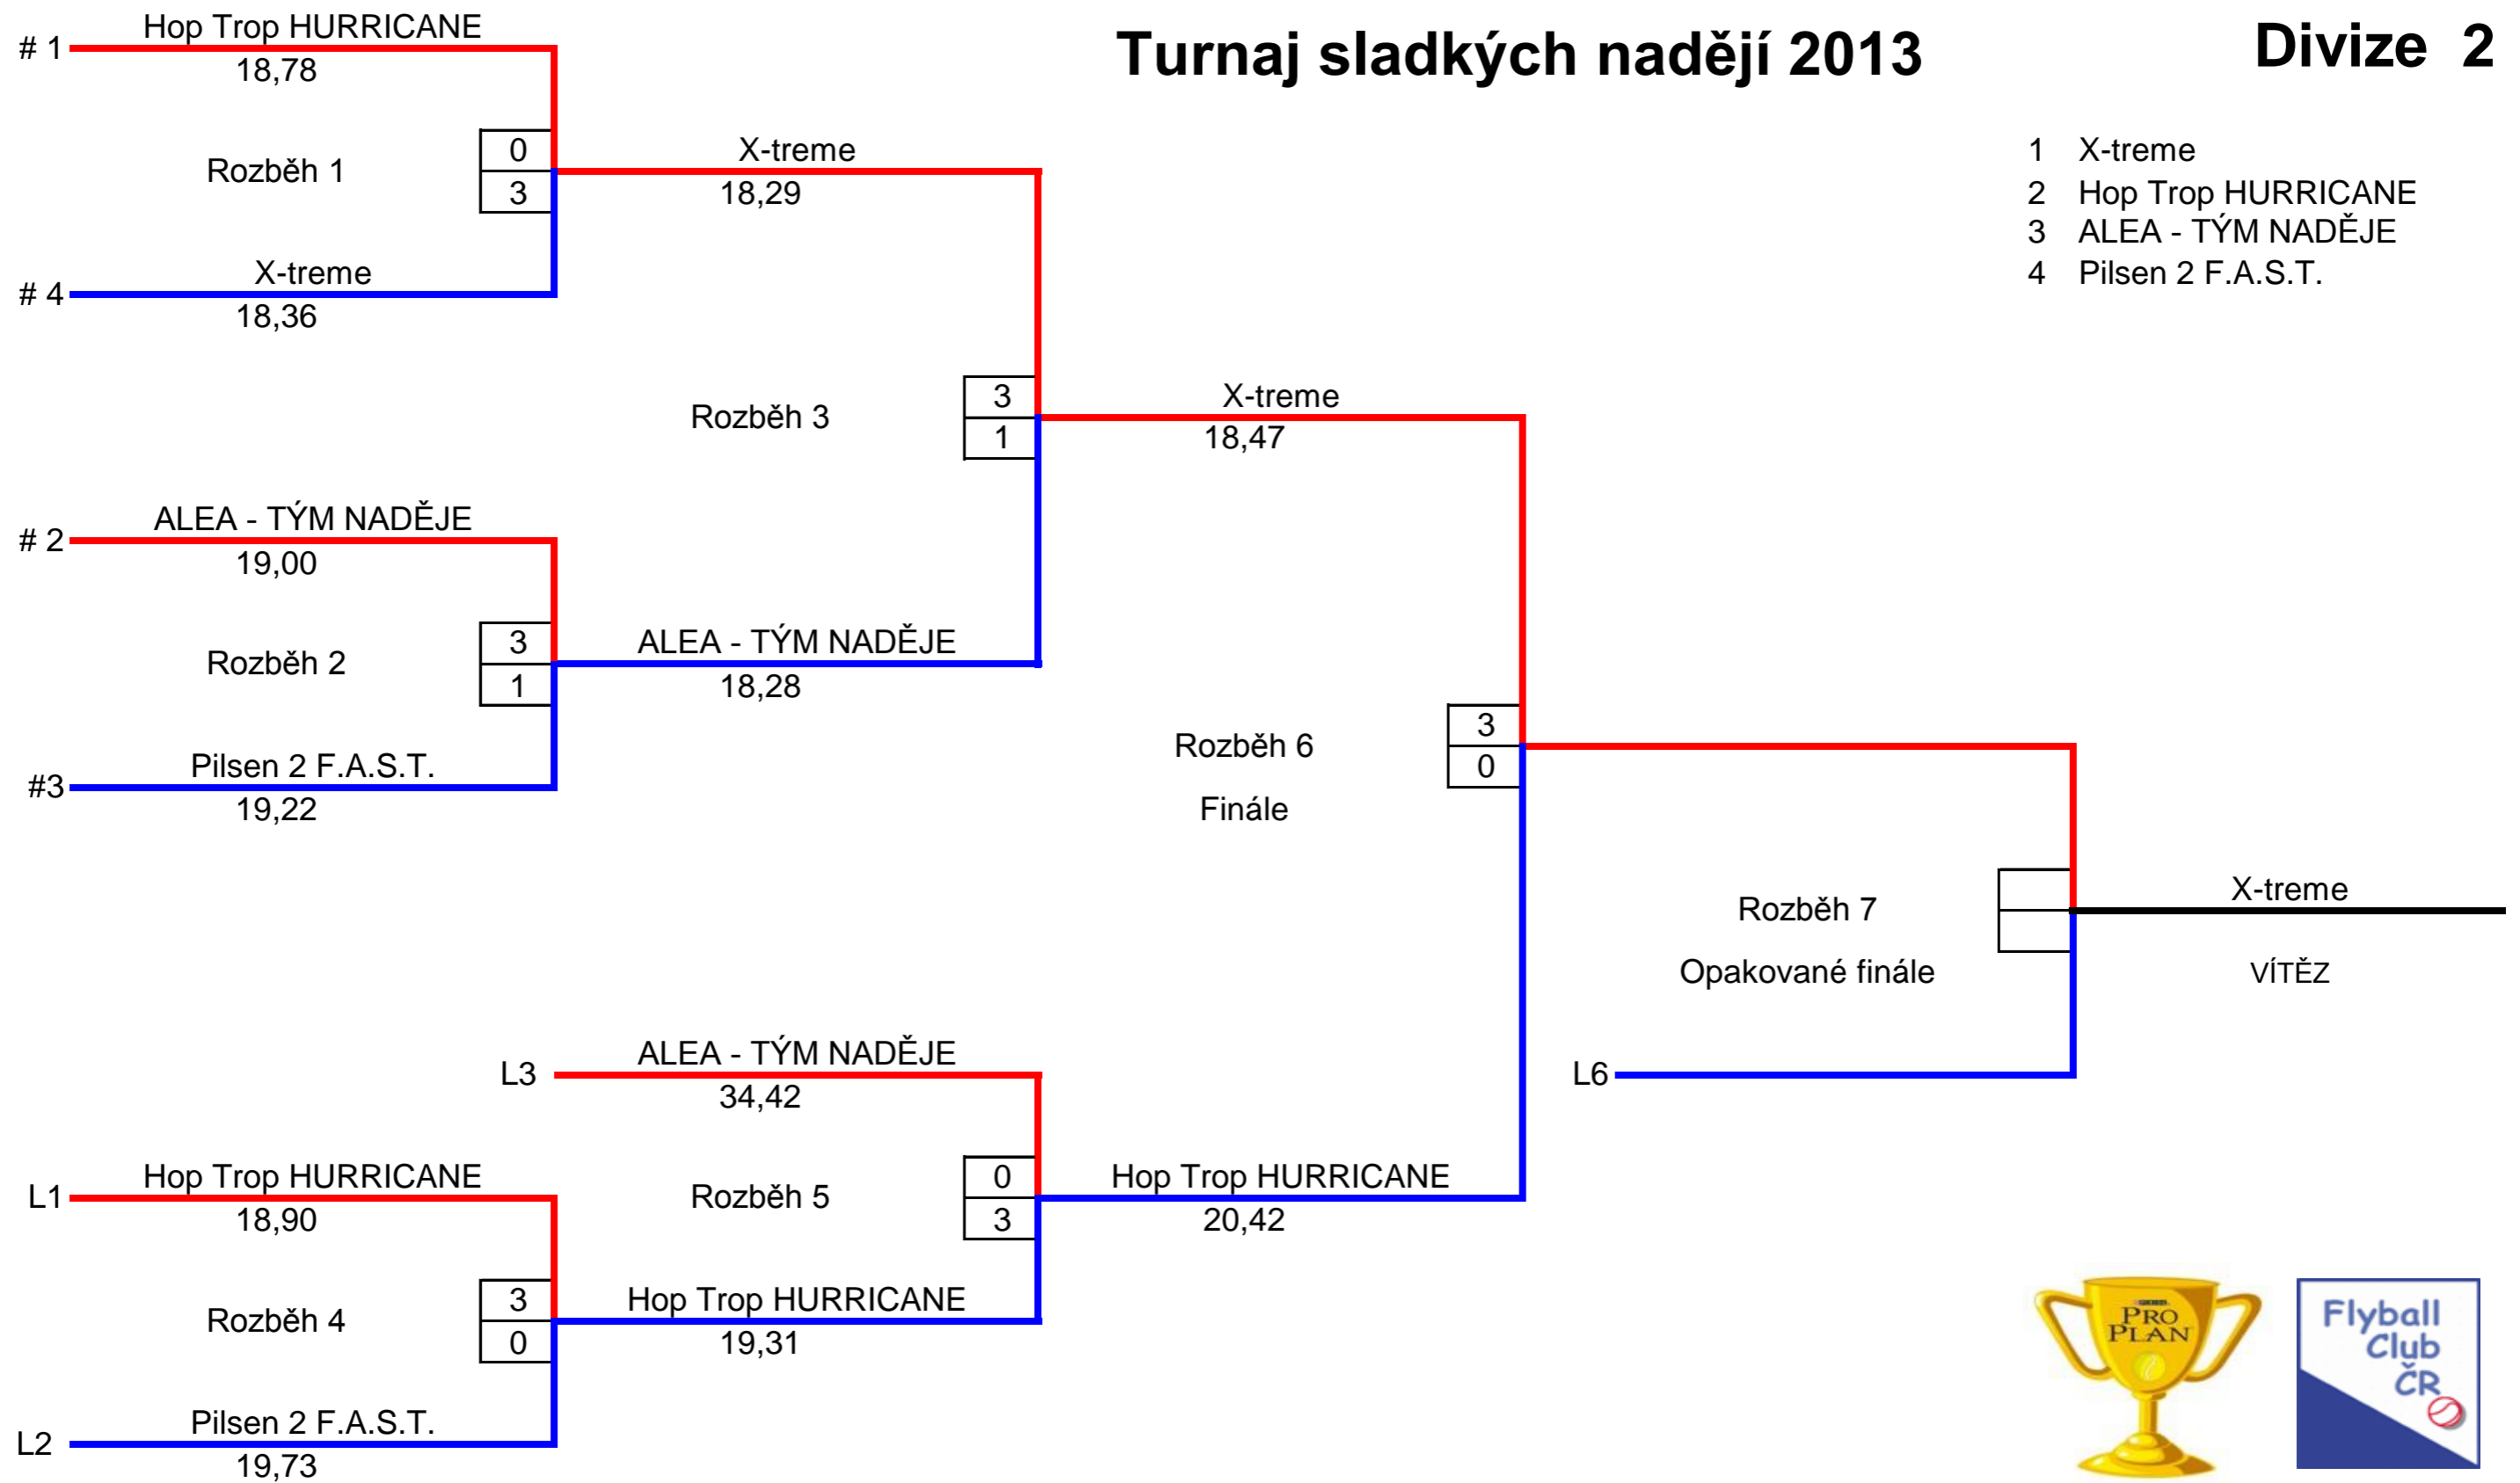 Turnaj sladkých nadějí 2013
Divize 2
1 X-treme
2 Hop Trop HURRICANE
3 ALEA - TÝM NADĚJE
4 Pilsen 2 F.A.S.T.
# 1 Hop Trop HURRICANE
18,78
Rozběh 1
0
3
# 4 X-treme
18,36
X-treme
18,29
Rozběh 3
3
1
X-treme
18,47
# 2 ALEA - TÝM NADĚJE
19,00
Rozběh 2
3
1
#3 Pilsen 2 F.A.S.T.
19,22
ALEA - TÝM NADĚJE
18,28
Rozběh 6
Finále
3
0
Rozběh 7
Opakované finále
X-treme
VÍTĚZ
L6
L3 ALEA - TÝM NADĚJE
34,42
Rozběh 5
0
3
Hop Trop HURRICANE
20,42
L1 Hop Trop HURRICANE
18,90
Rozběh 4
3
0
Hop Trop HURRICANE
19,31
L2 Pilsen 2 F.A.S.T.
19,73
PRO
PLAN
Flyball
Club
ČR